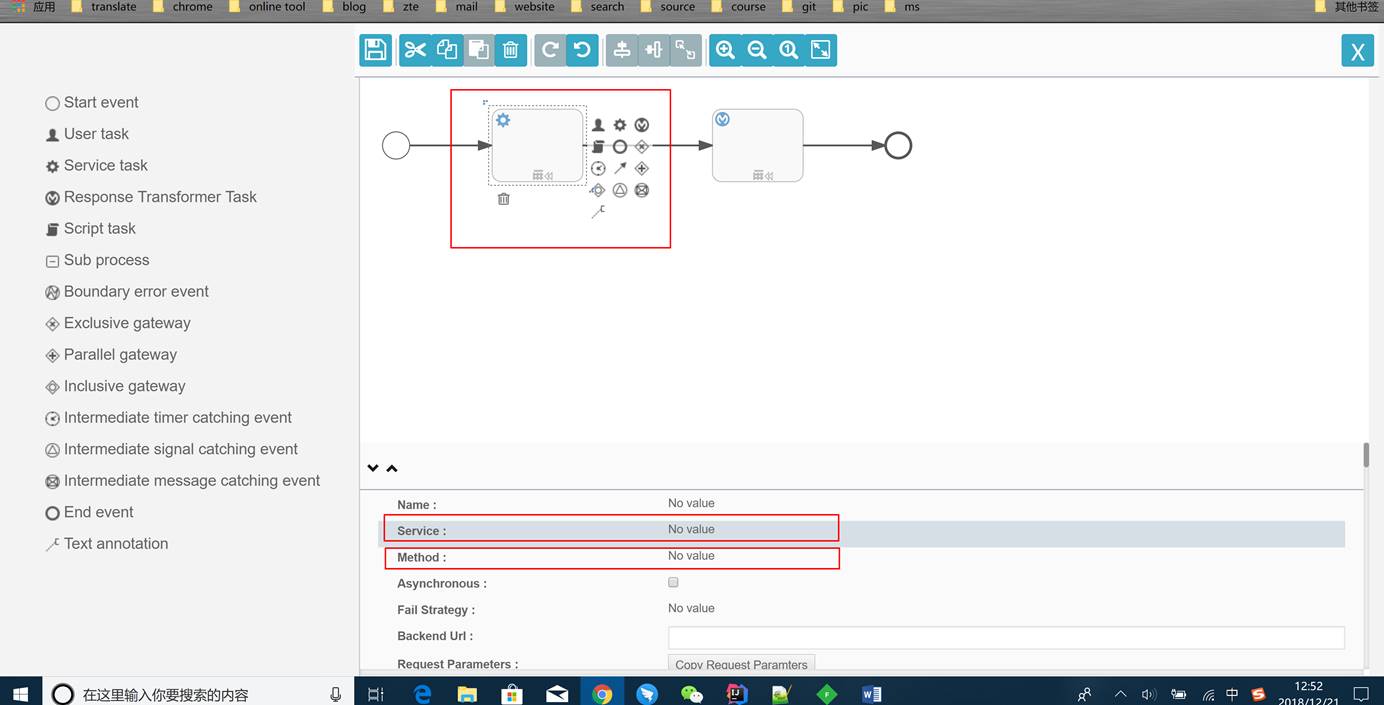 应用 translate chrome online tool blog zte mail website search source course git pic ms 其他书签
X
Start event
User task
Service task
Response Transformer Task
Script task
Sub process
Boundary error event
Exclusive gateway
Parallel gateway
Inclusive gateway
Intermediate timer catching event
Intermediate signal catching event
Intermediate message catching event
End event
Text annotation
Name : No value
Service : No value
Method : No value
Asynchronous :
Fail Strategy : No value
Backend Url :
Request Parameters : Copy Request Paramters
在这里输入你要搜索的内容
中
12:52
2018/12/21